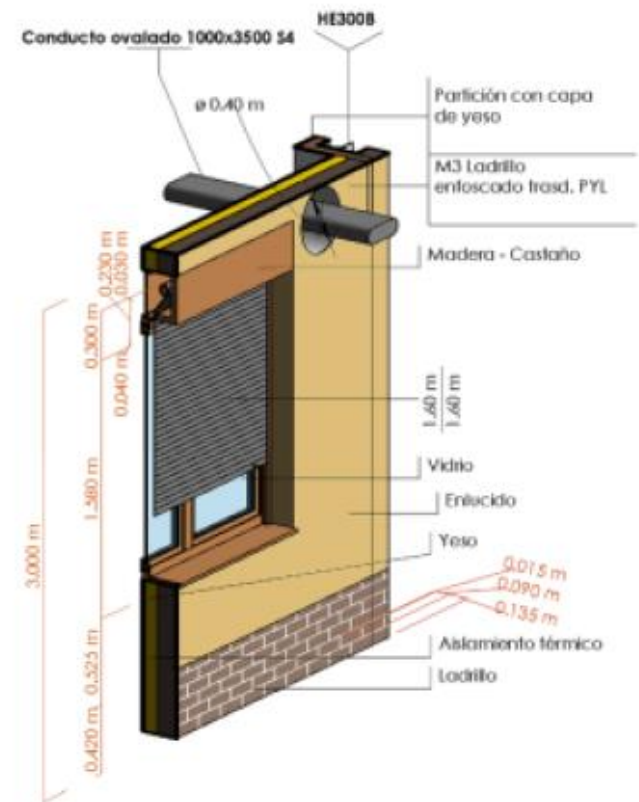 HE300B
Conducto ovalado 1000x3500 S4
ø 0.40 m
Partición con capa
de yeso
M3 Ladrillo
enfoscado trasd. PYL
Madera - Castaño
0.230 m
0.030 m
0.300 m
0.040 m
1.60 m
1.60 m
1.580 m
Vidrio
Enlucido
Yeso
3.000 m
0.015 m
0.090 m
0.135 m
0.525 m
Aislamiento térmico
Ladrillo
0.420 m